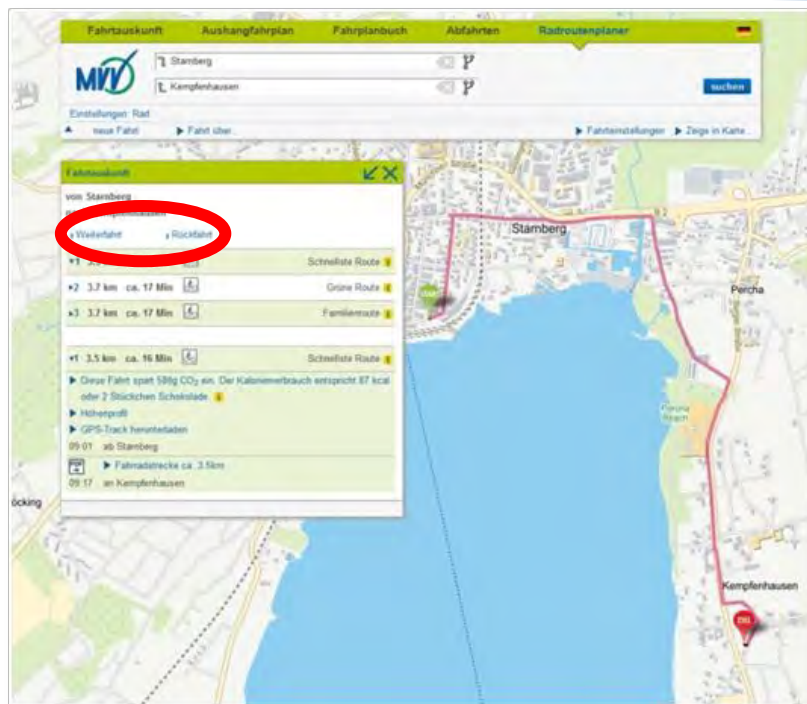 Fahrtauskunft Aushangfahrplan Fahrplanbuch Abfahrten Radroutenplaner
MVV
Starnberg
Kempfenhausen
suchen
Einstellungen: Rad
neue Fahrt Fahrt über... Fahrteinstellungen Zeige in Karte...
Fahrtauskunft
von Starnberg
Weiterfahrt Rückfahrt
1 Schnellste Route
2 3.7 km ca. 17 Min Grüne Route
3 3.7 km ca. 17 Min Familienroute
1 3.5 km ca. 16 Min Schnellste Route
Diese Fahrt spart 588g CO₂ ein. Der Kalorienverbrauch entspricht 87 kcal
oder 2 Stückchen Schokolade.
Höhenprofil
GPS-Track herunterladen
09:01 ab Starnberg
Fahrradstrecke ca. 3.5km
09:17 an Kempfenhausen
B 2
Starnberg
Percha
Percha
Beach
öcking
Kempfenhausen